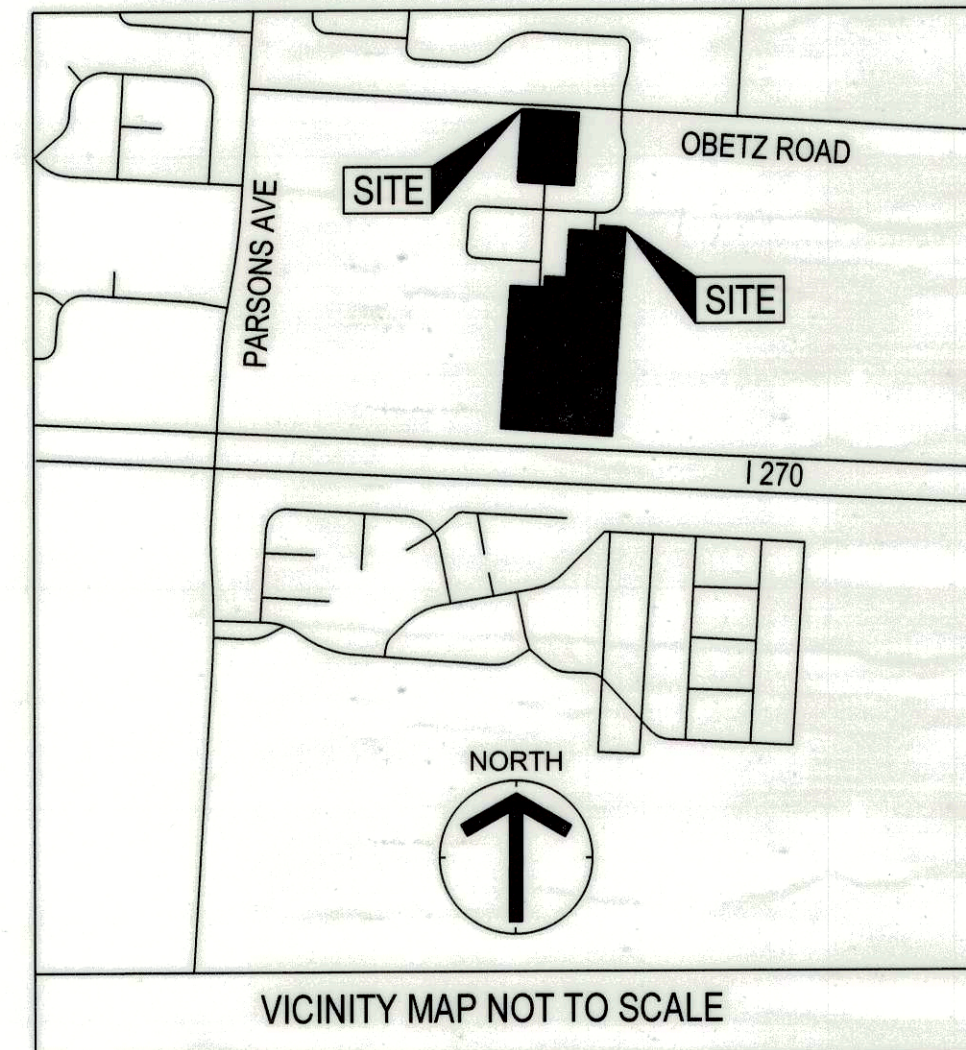 OBETZ ROAD
SITE
PARSONS AVE
SITE
I 270
NORTH
VICINITY MAP NOT TO SCALE